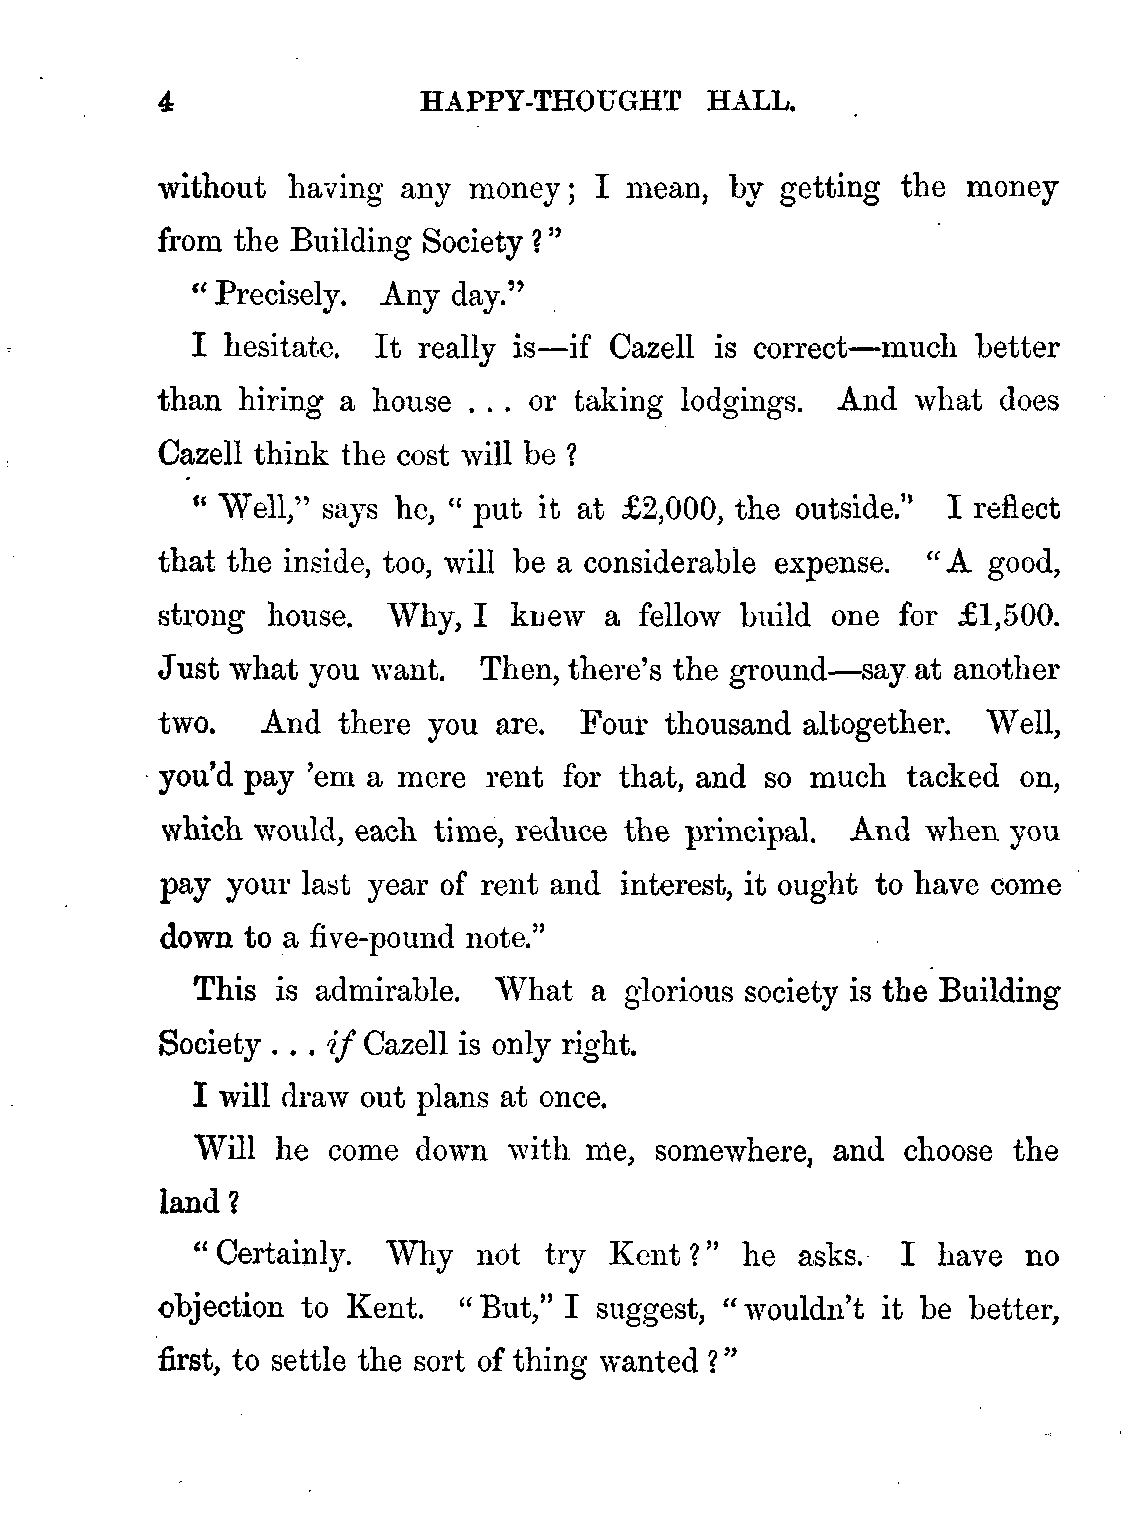 4 HAPPY-THOUGHT HALL.
without having any money; I mean, by getting the money
from the Building Society?"
"Precisely. Any day."
I hesitate. It really is—if Cazell is correct—much better
than hiring a house ... or taking lodgings. And what does
Cazell think the cost will be?
"Well," says he, "put it at £2,000, the outside." I reflect
that the inside, too, will be a considerable expense. "A good,
strong house. Why, I knew a fellow build one for £1,500.
Just what you want. Then, there's the ground—say at another
two. And there you are. Four thousand altogether. Well,
you'd pay 'em a mere rent for that, and so much tacked on,
which would, each time, reduce the principal. And when you
pay your last year of rent and interest, it ought to have come
down to a five-pound note."
This is admirable. What a glorious society is the Building
Society ... if Cazell is only right.
I will draw out plans at once.
Will he come down with me, somewhere, and choose the
land?
"Certainly. Why not try Kent?" he asks. I have no
objection to Kent. "But," I suggest, "wouldn't it be better,
first, to settle the sort of thing wanted?"